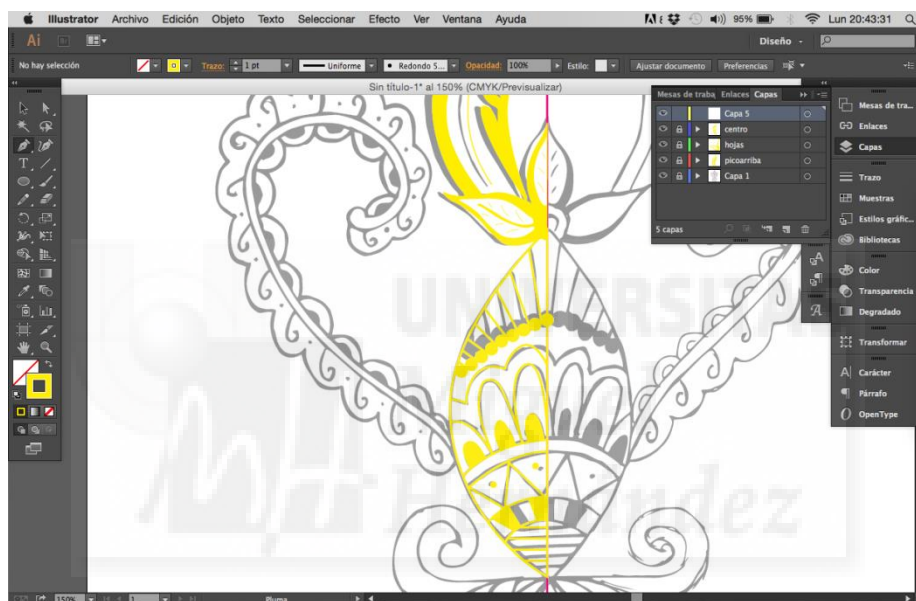 Illustrator Archivo Edición Objeto Texto Seleccionar Efecto Ver Ventana Ayuda 95% Lun 20:43:31
Ai Diseño
No hay selección Trazo: 1 pt Uniforme Redondo 5... Opacidad: 100% Estilo: Ajustar documento Preferencias
Sin título-1* al 150% (CMYK/Previsualizar)
Mesas de traba Enlaces Capas
Capa 5
centro
hojas
picoarriba
Capa 1
5 capas
Mesas de tra...
Enlaces
Capas
Trazo
Muestras
Estilos gráfic...
Bibliotecas
Color
Transparencia
Degradado
Transformar
Carácter
Párrafo
OpenType
UNIVERSITAS
Miguel
Hernández
150% 1 Pluma